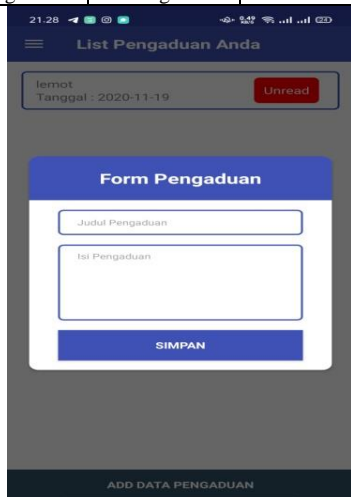 21.28
List Pengaduan Anda
lemot
Tanggal : 2020-11-19
Unread
Form Pengaduan
Judul Pengaduan
Isi Pengaduan
SIMPAN
ADD DATA PENGADUAN